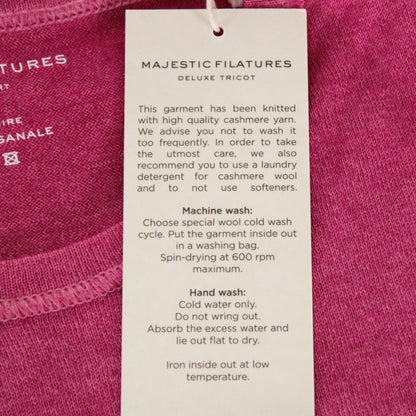 MAJESTIC FILATURES
DELUXE TRICOT
This garment has been knitted
with high quality cashmere yarn.
We advise you not to wash it
too frequently. In order to take
the utmost care, we also
recommend you to use a laundry
detergent for cashmere wool
and to not use softeners.
Machine wash:
Choose special wool cold wash
cycle. Put the garment inside out
in a washing bag.
Spin-drying at 600 rpm
maximum.
Hand wash:
Cold water only.
Do not wring out.
Absorb the excess water and
lie out flat to dry.
Iron inside out at low
temperature.